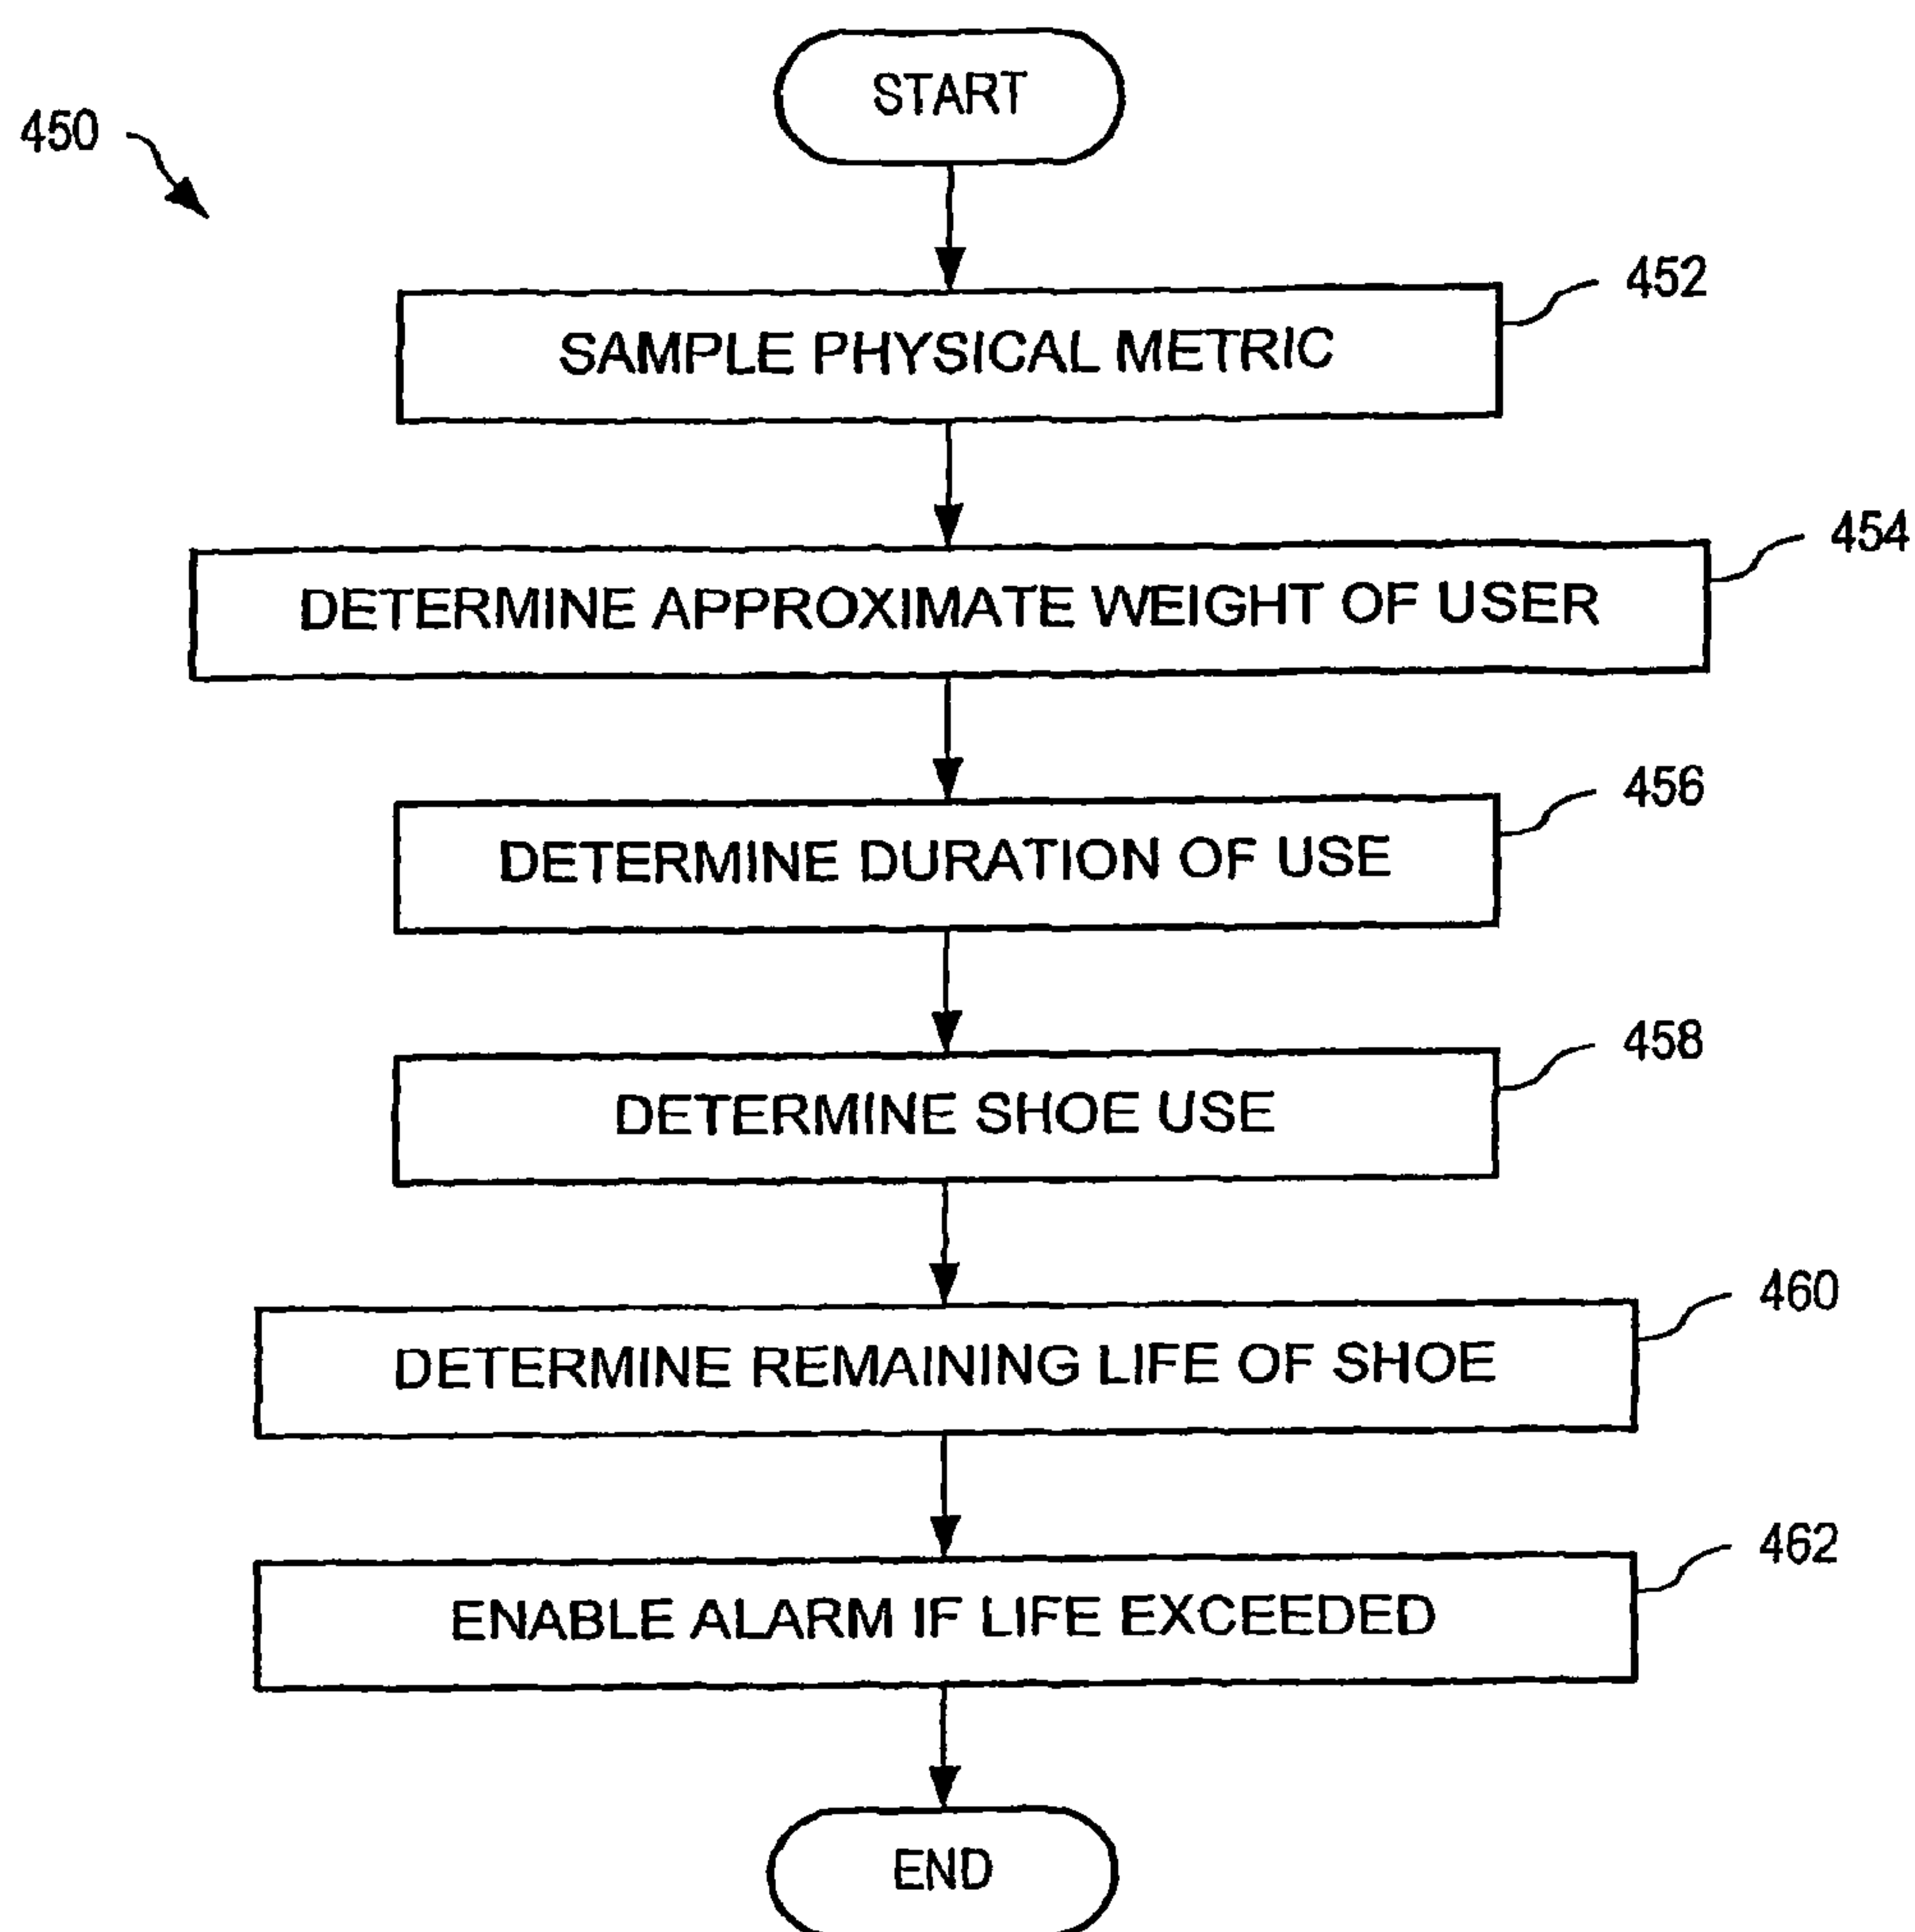 START
450
452
SAMPLE PHYSICAL METRIC
454
DETERMINE APPROXIMATE WEIGHT OF USER
456
DETERMINE DURATION OF USE
458
DETERMINE SHOE USE
460
DETERMINE REMAINING LIFE OF SHOE
462
ENABLE ALARM IF LIFE EXCEEDED
END